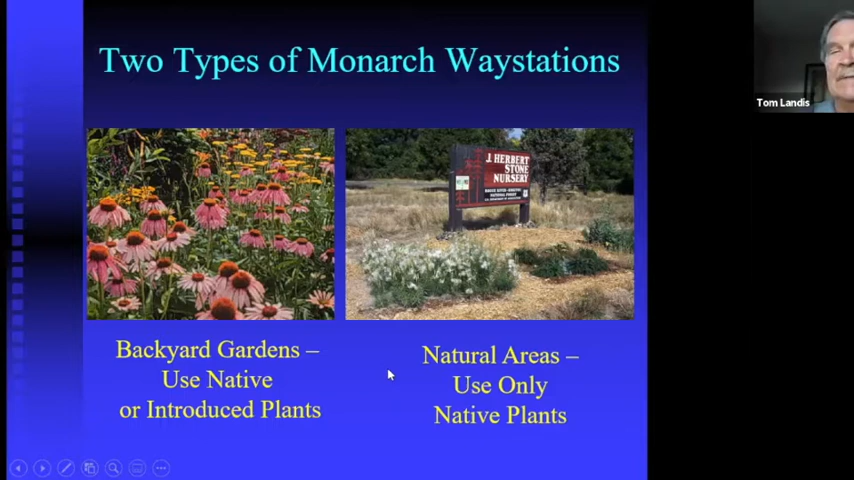 Two Types of Monarch Waystations
Tom Landis
J. HERBERT
STONE
NURSERY
Backyard Gardens –
Use Native
or Introduced Plants
Natural Areas –
Use Only
Native Plants